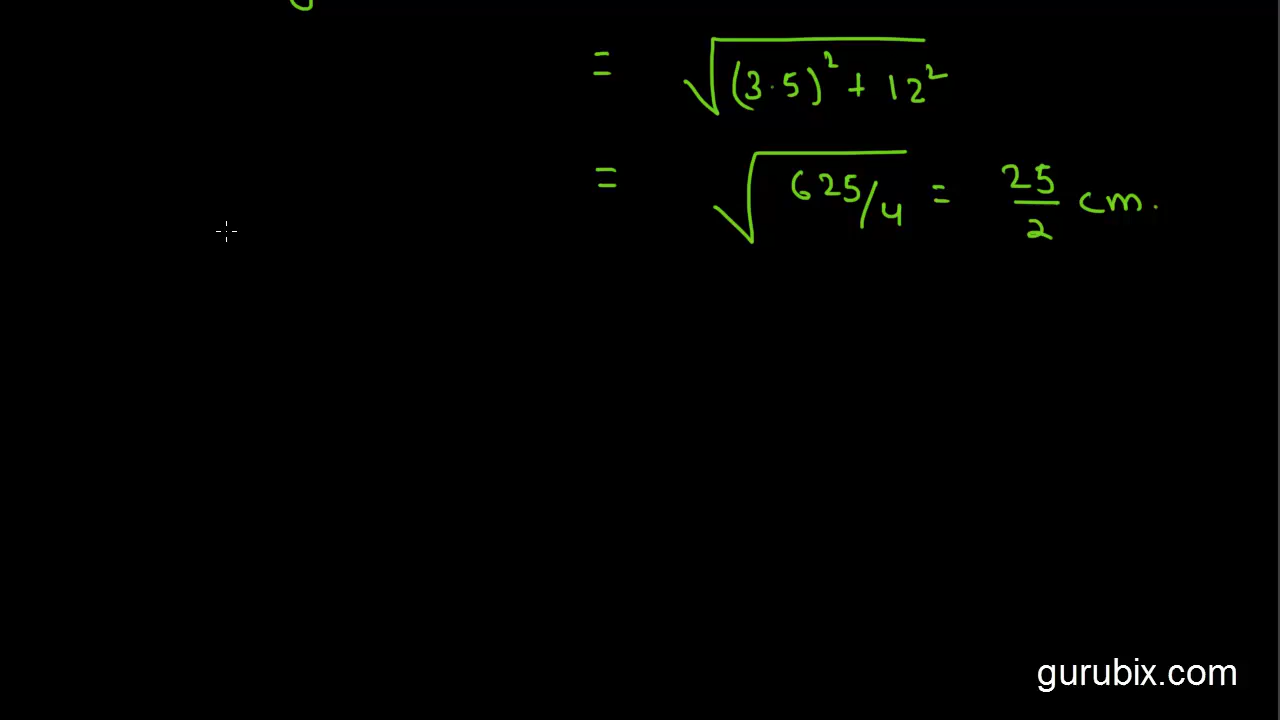 = √((3.5)² + 12²)
= √(625/4) = 25/2 cm.
gurubix.com